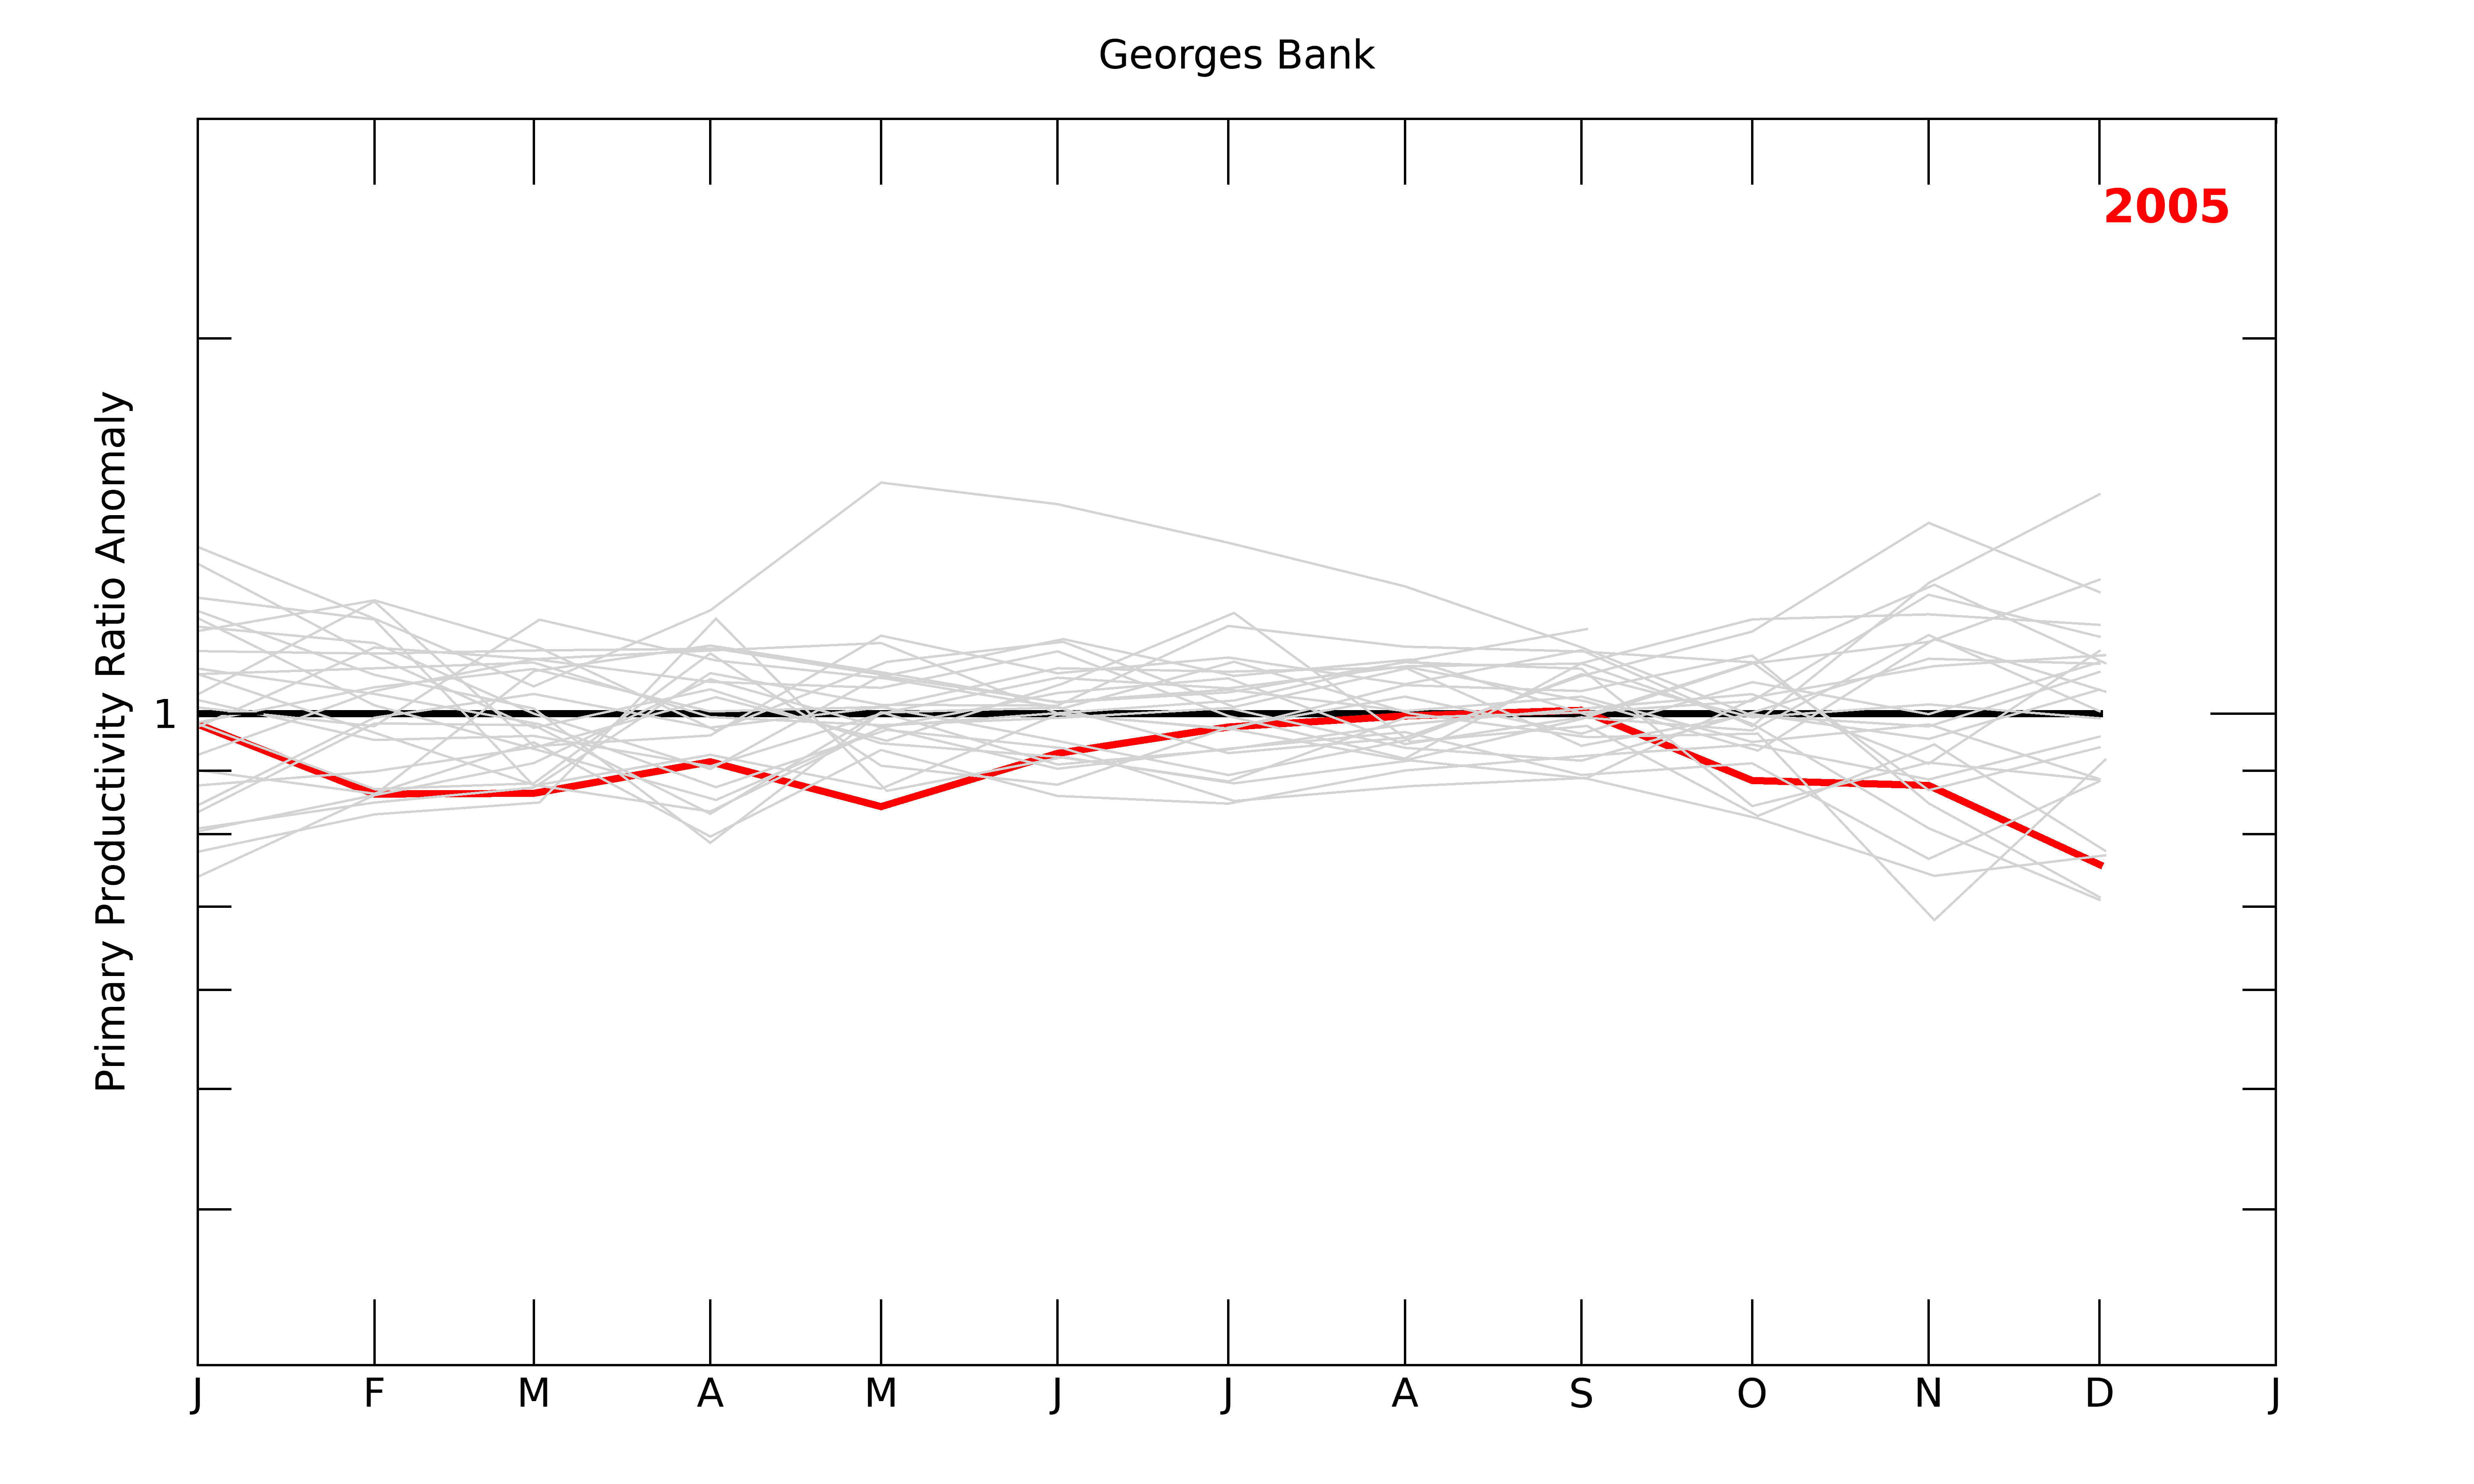 Georges Bank
2005
Primary Productivity Ratio Anomaly
1
J F M A M J J A S O N D J